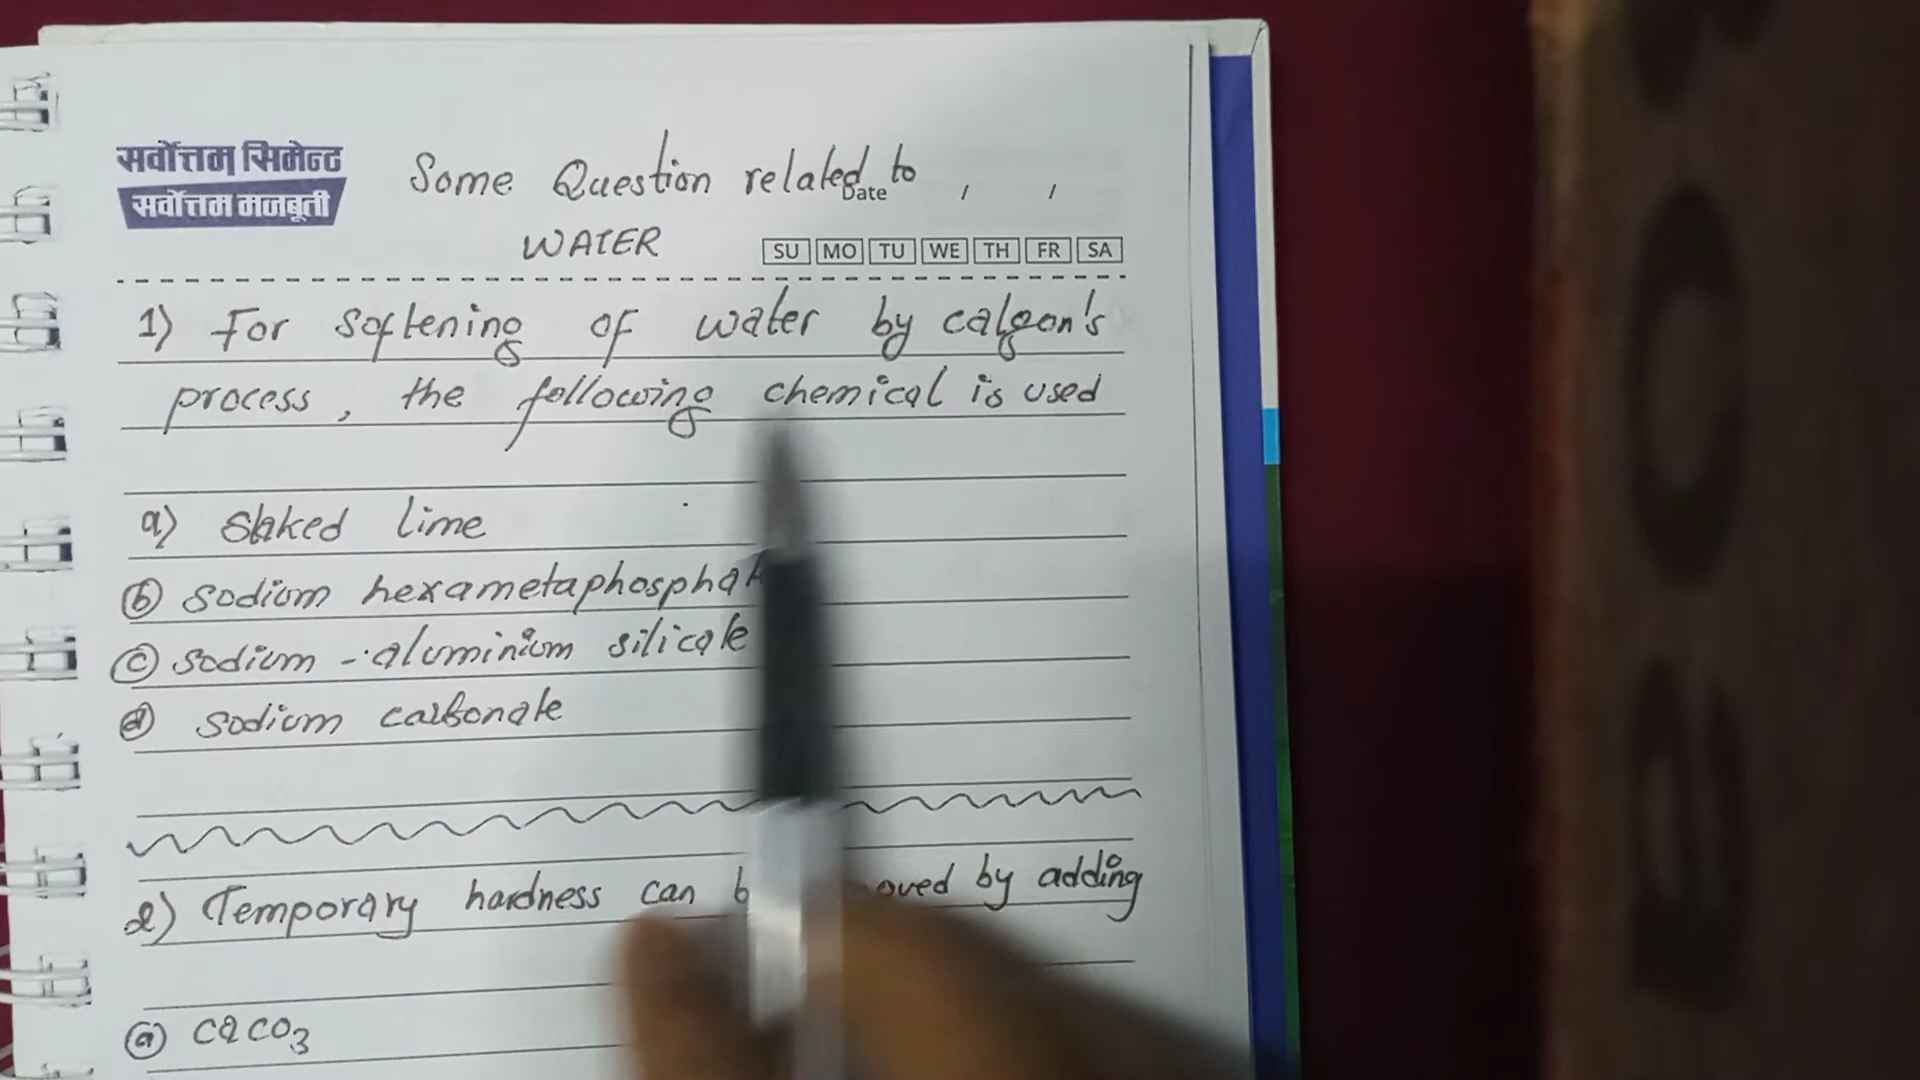 सर्वोत्तम सिमेन्ट
सर्वोत्तम मजबूती
Some Question related to
Date / /
WATER
SU MO TU WE TH FR SA
1) For softening of water by calgon's
process, the following chemical is used
a) slaked lime
b) sodium hexametaphosphat
c) sodium - aluminium silicate
d) sodium carbonate
2) Temporary hardness can by adding
a) CaCO3